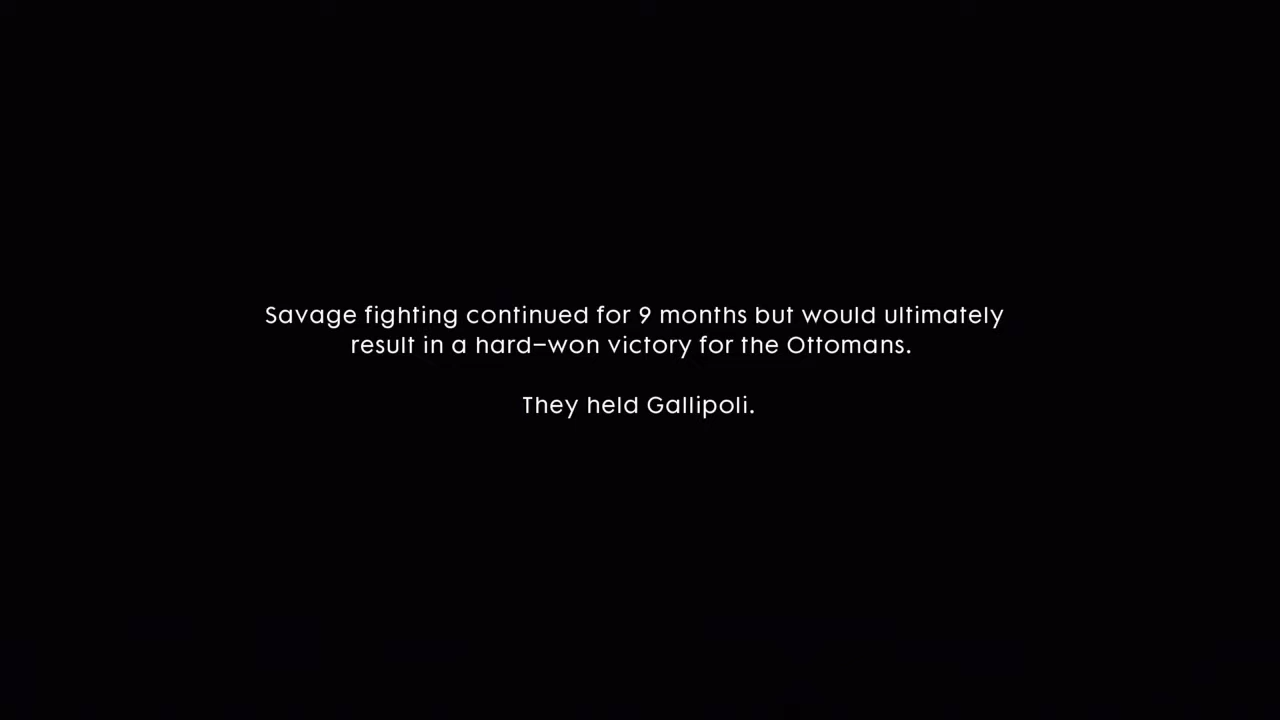 Savage fighting continued for 9 months but would ultimately
result in a hard–won victory for the Ottomans.
They held Gallipoli.